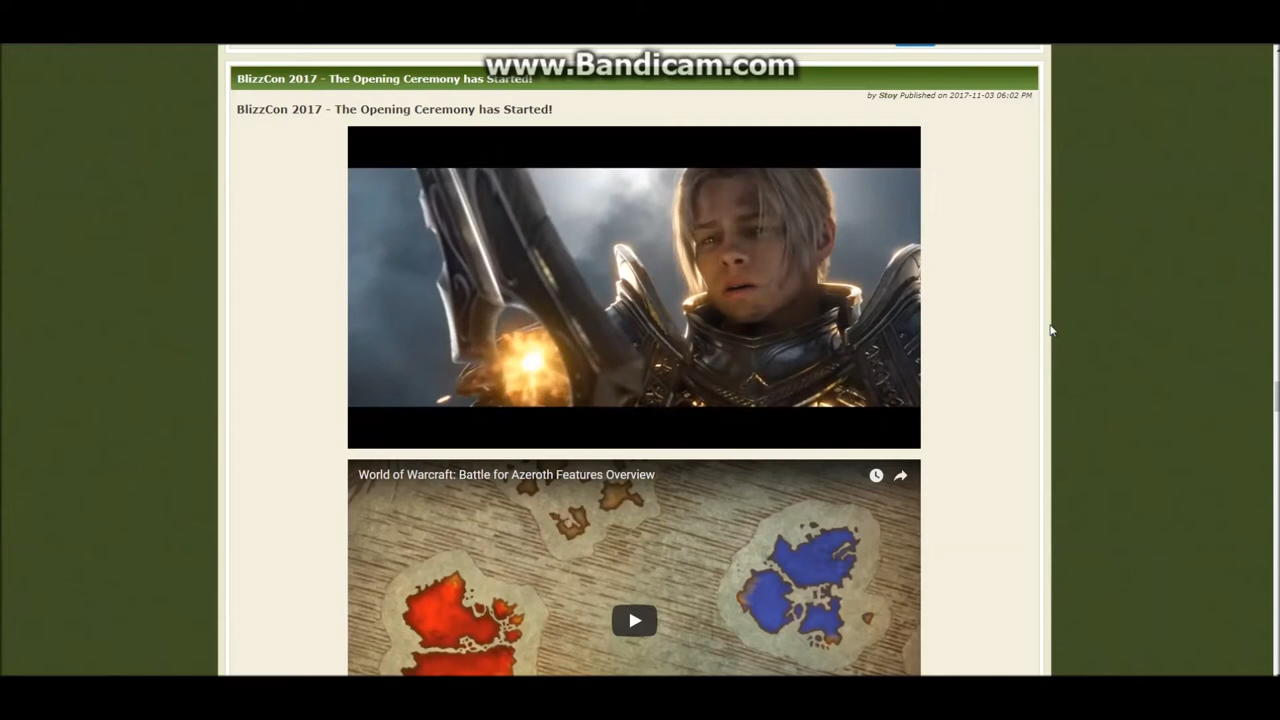 www.Bandicam.com
BlizzCon 2017 - The Opening Ceremony has Started!
by Stoy Published on 2017-11-03 06:02 PM
BlizzCon 2017 - The Opening Ceremony has Started!
World of Warcraft: Battle for Azeroth Features Overview